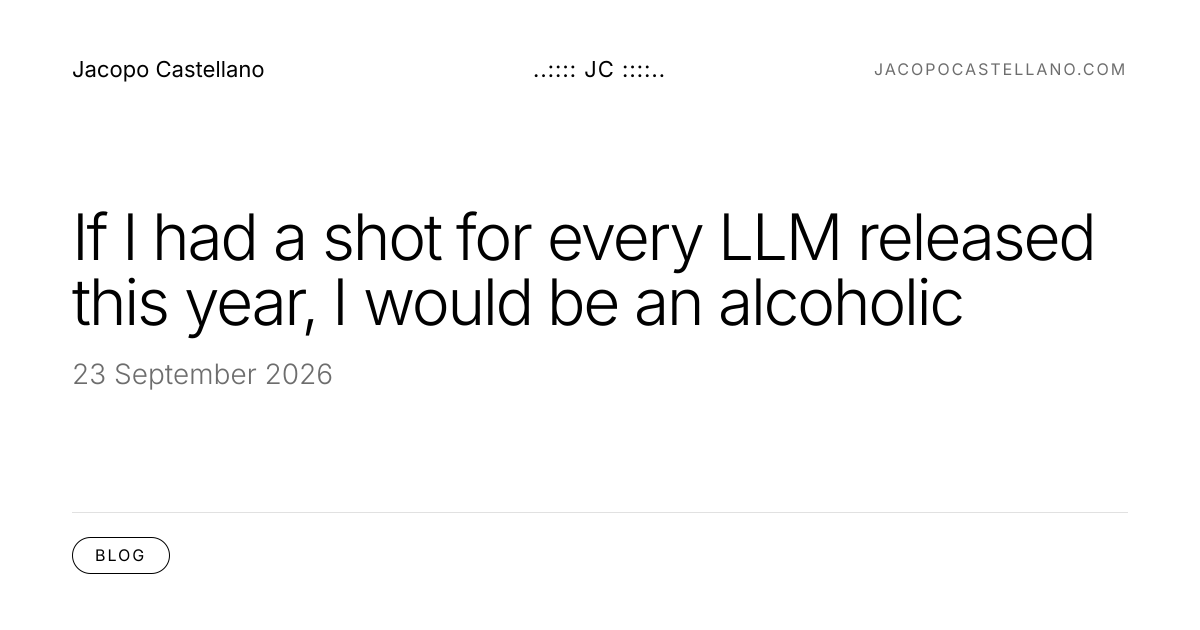 Jacopo Castellano
..:::: JC ::::..
JACOPOCASTELLANO.COM
If I had a shot for every LLM released
this year, I would be an alcoholic
23 September 2026
BLOG